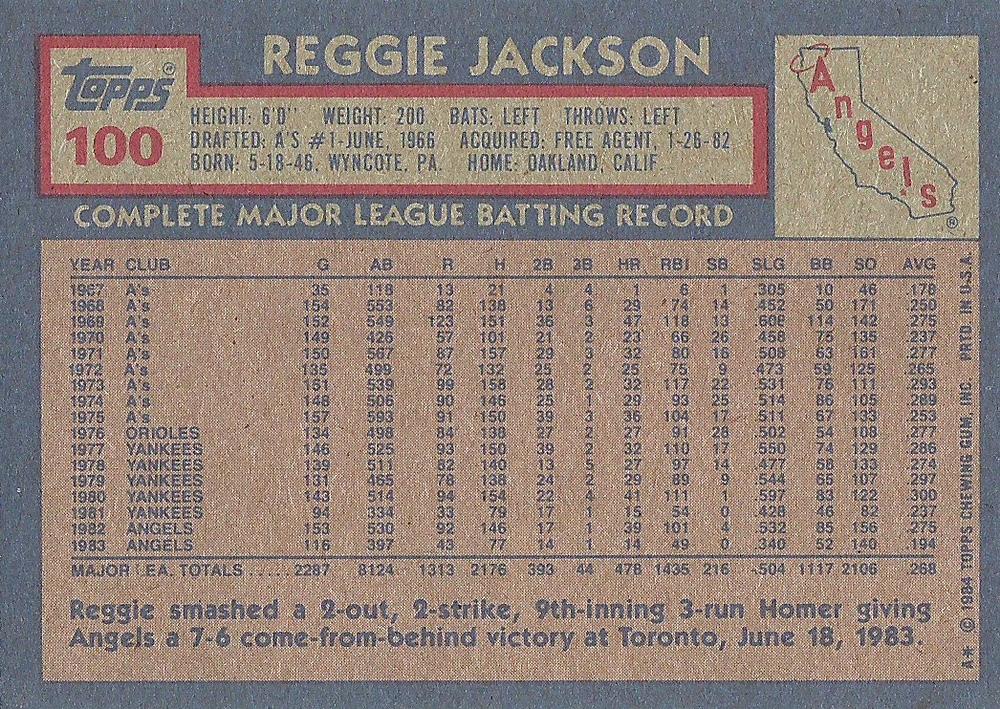 REGGIE JACKSON
Topps®
100
HEIGHT: 6'0" WEIGHT: 200 BATS: LEFT THROWS: LEFT
DRAFTED: A'S #1-JUNE, 1966 ACQUIRED: FREE AGENT, 1-26-82
BORN: 5-18-46, WYNCOTE, PA. HOME: OAKLAND, CALIF.
Angels®
COMPLETE MAJOR LEAGUE BATTING RECORD
YEAR CLUB G AB R H 2B 3B HR RBI SB SLG BB SO AVG
1967 A's 35 118 13 21 4 4 1 6 1 .305 10 46 .178
1968 A's 154 553 82 138 13 6 29 74 14 .452 50 171 .250
1969 A's 152 549 123 151 36 3 47 118 13 .608 114 142 .275
1970 A's 149 426 57 101 21 2 23 66 26 .458 75 135 .237
1971 A's 150 567 87 157 29 3 32 80 16 .508 63 161 .277
1972 A's 135 499 72 132 25 2 25 75 9 .473 59 125 .265
1973 A's 151 539 99 158 28 2 32 117 22 .531 76 111 .293
1974 A's 148 506 90 146 25 1 29 93 25 .514 86 105 .289
1975 A's 157 593 91 150 39 3 36 104 17 .511 67 133 .253
1976 ORIOLES 134 498 84 138 27 2 27 91 28 .502 54 108 .277
1977 YANKEES 146 525 93 150 39 2 32 110 17 .550 74 129 .286
1978 YANKEES 139 511 82 140 13 5 27 97 14 .477 58 133 .274
1979 YANKEES 131 465 78 138 24 2 29 89 9 .544 65 107 .297
1980 YANKEES 143 514 94 154 22 4 41 111 1 .597 83 122 .300
1981 YANKEES 94 334 33 79 17 1 15 54 0 .428 46 82 .237
1982 ANGELS 153 530 92 146 17 1 39 101 4 .532 85 156 .275
1983 ANGELS 116 397 43 77 14 1 14 49 0 .340 52 140 .194
MAJOR LEA. TOTALS ..... 2287 8124 1313 2176 393 44 478 1435 216 .504 1117 2106 .268
Reggie smashed a 2-out, 2-strike, 9th-inning 3-run Homer giving
Angels a 7-6 come-from-behind victory at Toronto, June 18, 1983.
A* © 1984 TOPPS CHEWING GUM, INC. PRTD IN U.S.A.